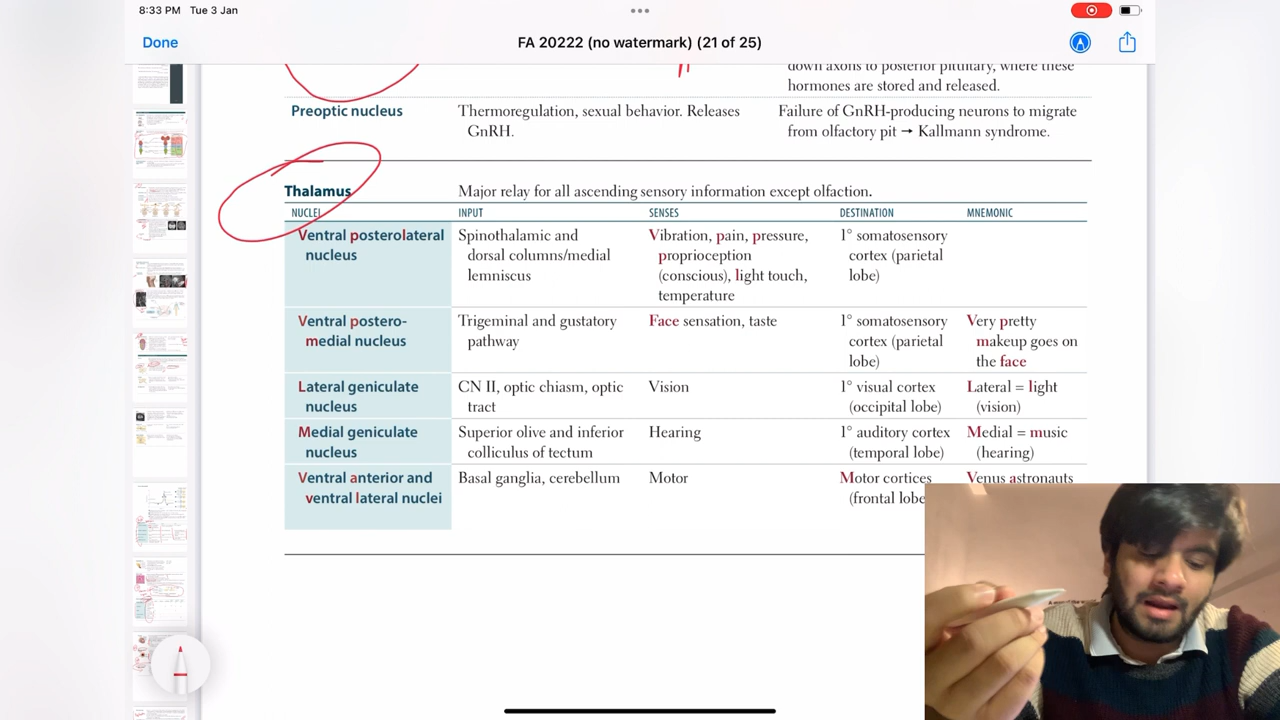 8:33 PM Tue 3 Jan
Done
FA 20222 (no watermark) (21 of 25)
down axons to posterior pituitary, where these
hormones are stored and released.
Preoptic nucleus
Thermoregulation, sexual behavior. Releases
GnRH.
Failure of GnRH-producing neurons to migrate
from olfactory pit → Kallmann syndrome.
Thalamus
Major relay for all ascending sensory information except olfaction.
NUCLEI INPUT SENSES DESTINATION MNEMONIC
Ventral posterolateral
nucleus
Spinothalamic and
dorsal columns/medial
lemniscus
Vibration, pain, pressure,
proprioception
(conscious), light touch,
temperature
1° somatosensory
cortex (parietal
lobe)
Ventral postero-
medial nucleus
Trigeminal and gustatory
pathway
Face sensation, taste
1° somatosensory
cortex (parietal
lobe)
Very pretty
makeup goes on
the face
Lateral geniculate
nucleus
CN II, optic chiasm, optic
tract
Vision
1° visual cortex
(occipital lobe)
Lateral = light
(vision)
Medial geniculate
nucleus
Superior olive and inferior
colliculus of tectum
Hearing
1° auditory cortex
(temporal lobe)
Medial = music
(hearing)
Ventral anterior and
ventral lateral nuclei
Basal ganglia, cerebellum
Motor
Motor cortices
(frontal lobe
Venus astronauts